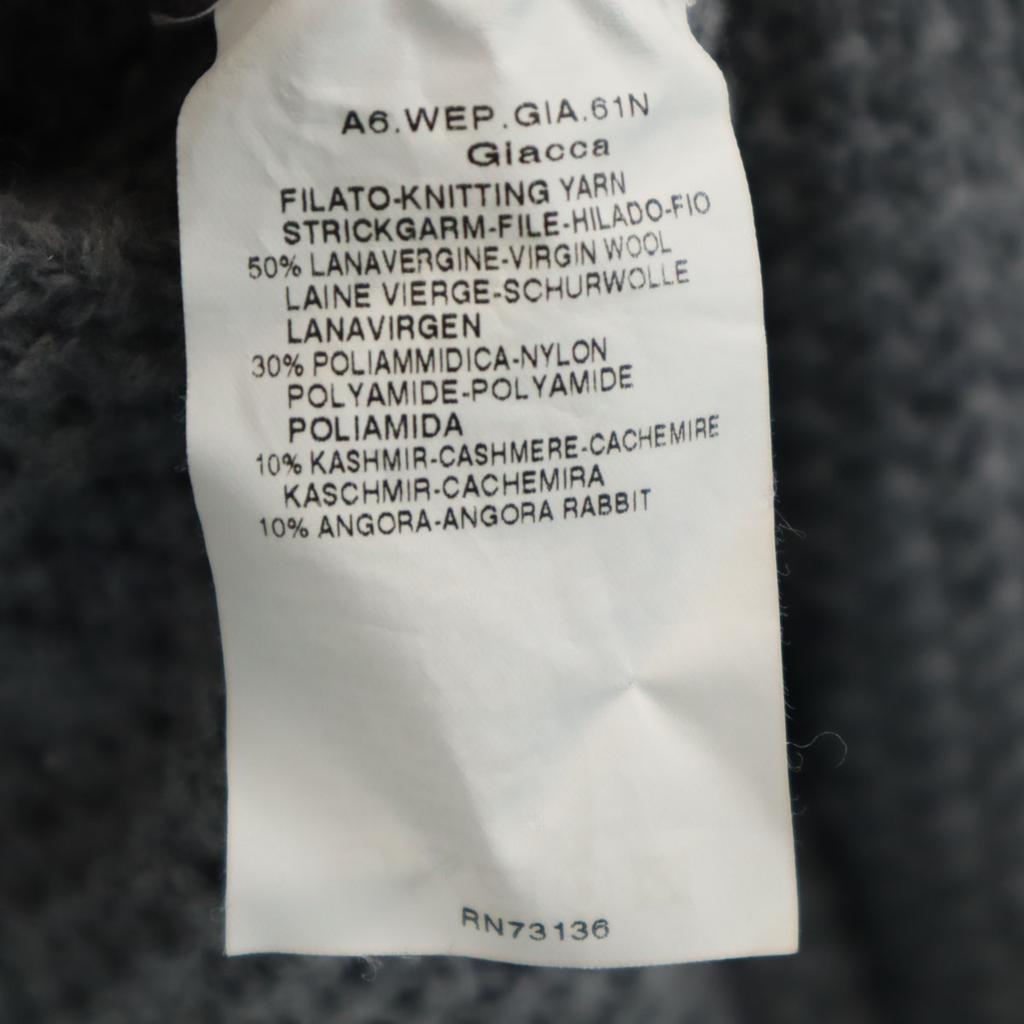 A6.WEP.GIA.61N
Giacca
FILATO-KNITTING YARN
STRICKGARM-FILE-HILADO-FIO
50% LANAVERGINE-VIRGIN WOOL
LAINE VIERGE-SCHURWOLLE
LANAVIRGEN
30% POLIAMMIDICA-NYLON
POLYAMIDE-POLYAMIDE
POLIAMIDA
10% KASHMIR-CASHMERE-CACHEMIRE
KASCHMIR-CACHEMIRA
10% ANGORA-ANGORA RABBIT
RN73136